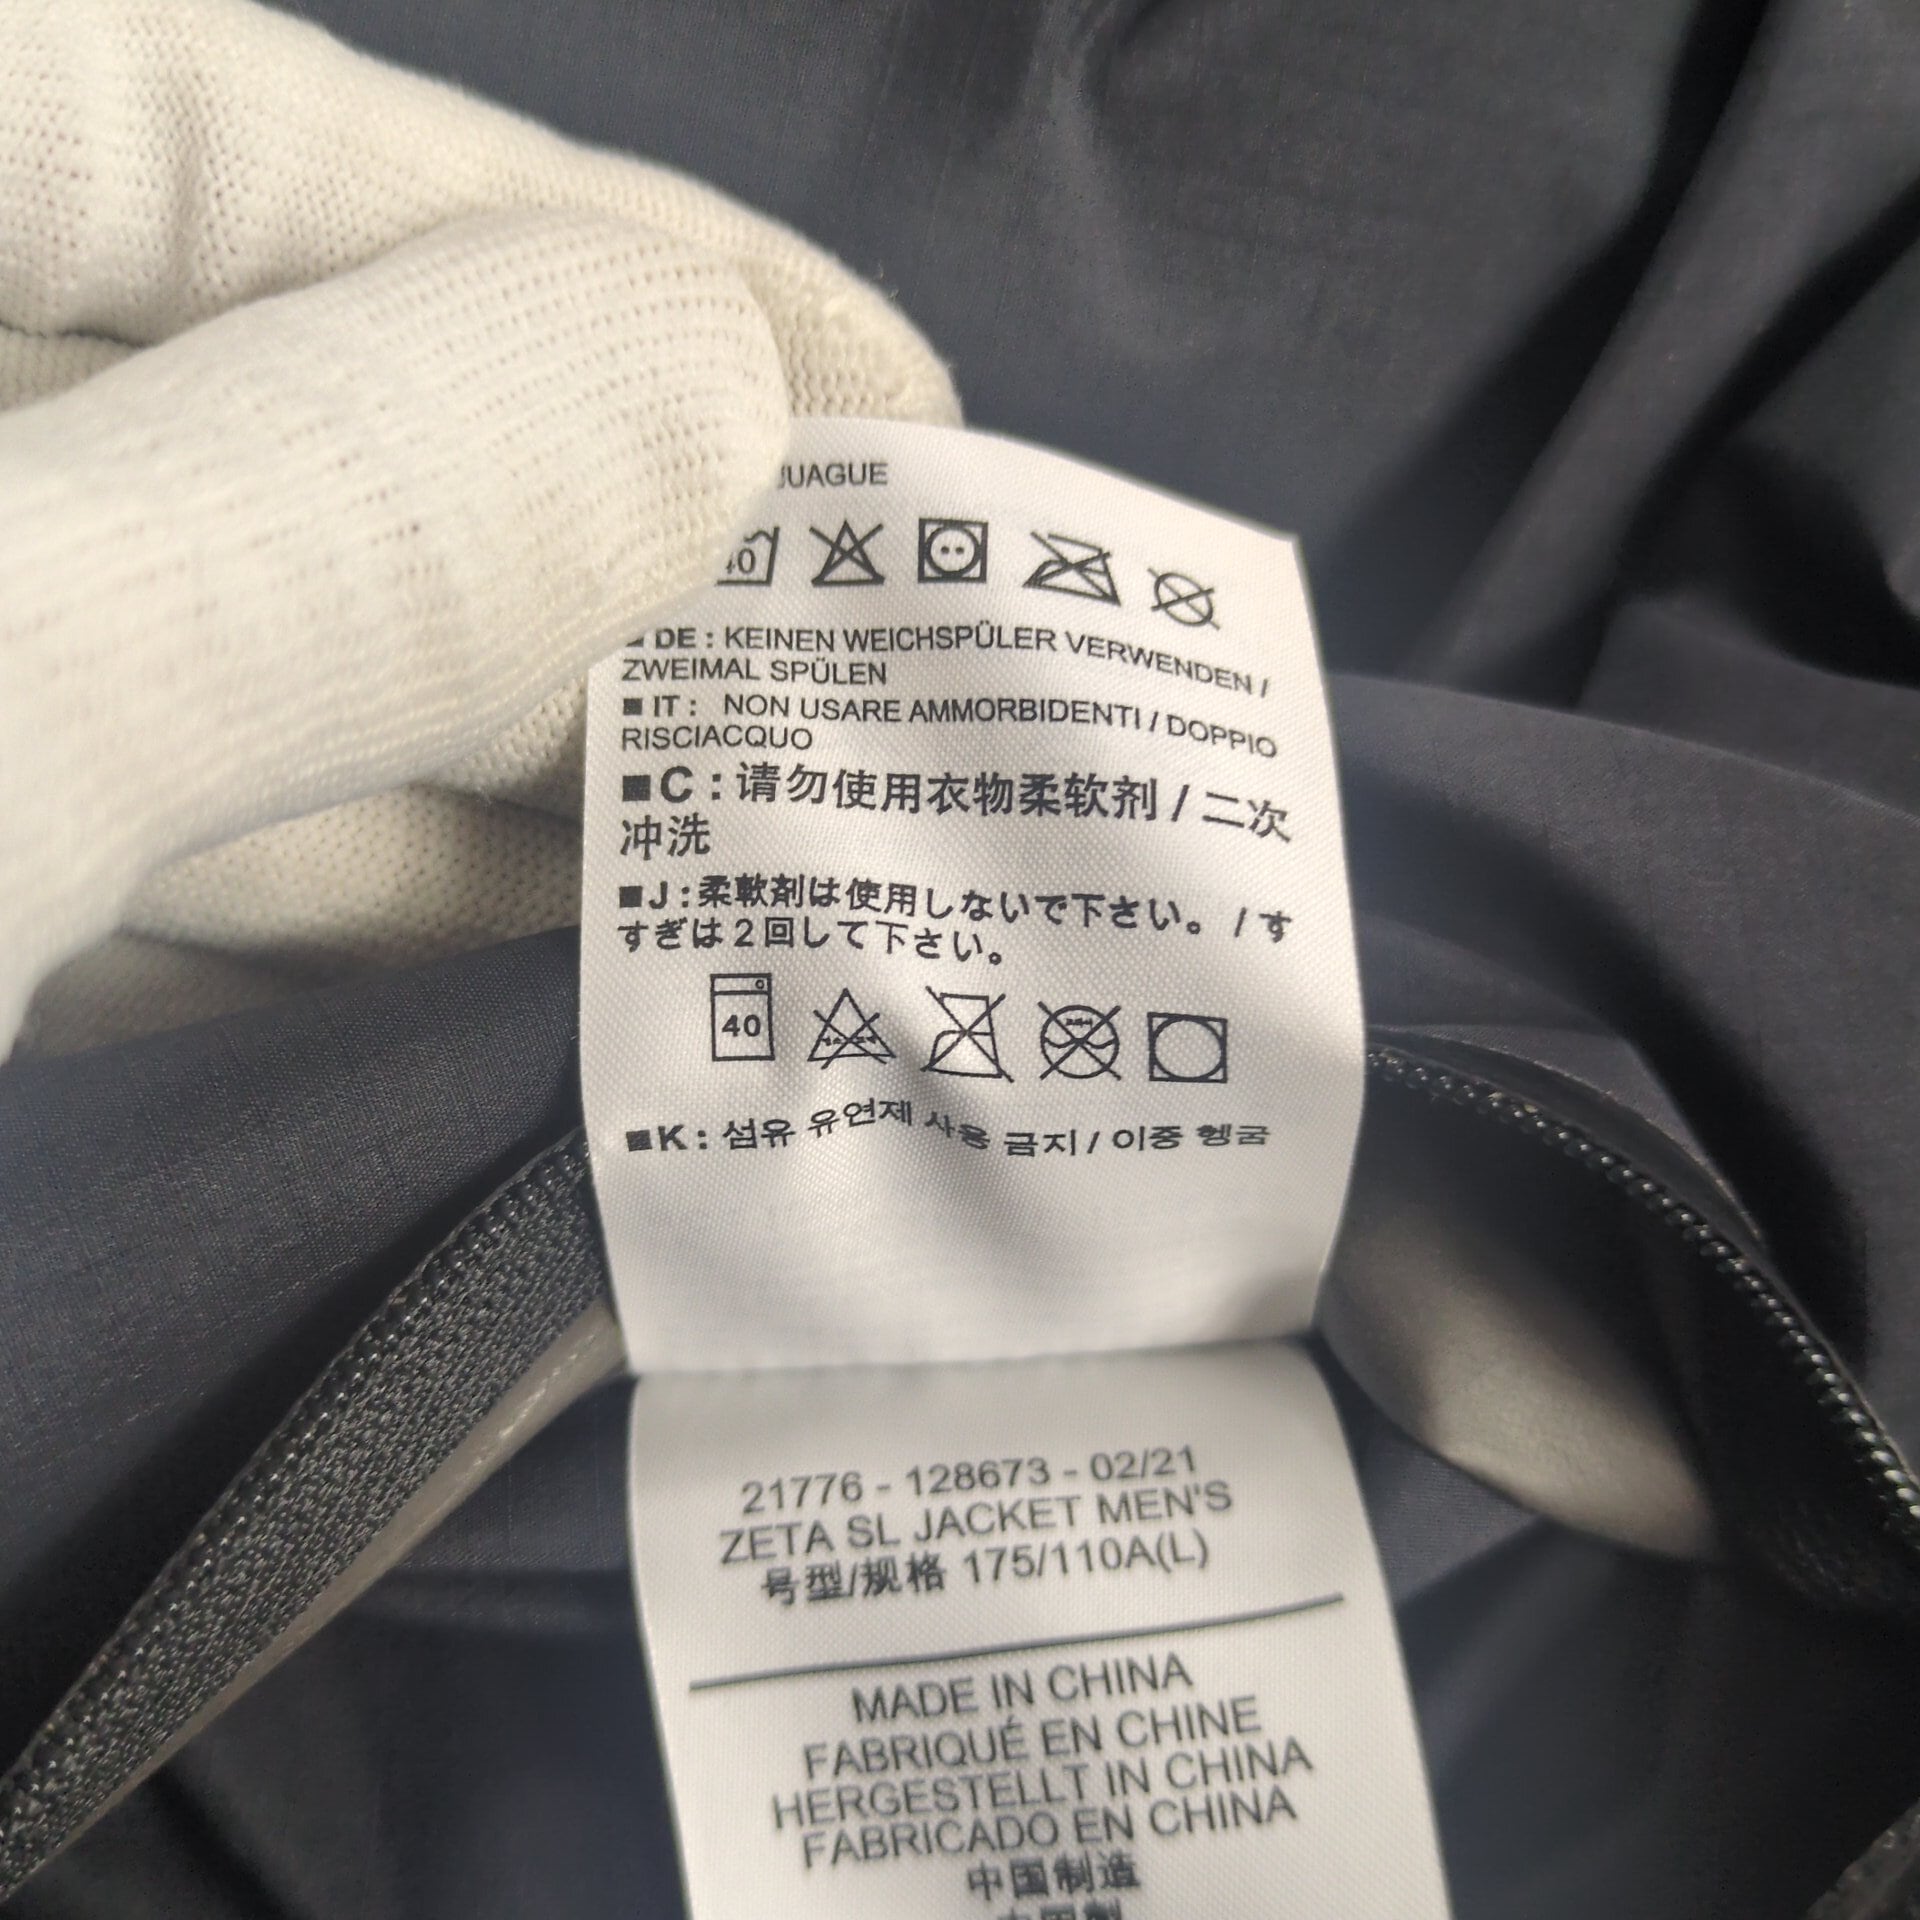 40
DE : KEINEN WEICHSPÜLER VERWENDEN /
ZWEIMAL SPÜLEN
■ IT : NON USARE AMMORBIDENTI / DOPPIO
RISCIACQUO
■C : 请勿使用衣物柔软剂 / 二次
冲洗
■J : 柔軟剤は使用しないで下さい。 / す
すぎは2回して下さい。
40
■K : 섬유 유연제 사용 금지 / 이중 헹굼
21776 - 128673 - 02/21
ZETA SL JACKET MEN'S
号型/规格 175/110A(L)
MADE IN CHINA
FABRIQUÉ EN CHINE
HERGESTELLT IN CHINA
FABRICADO EN CHINA
中国制造